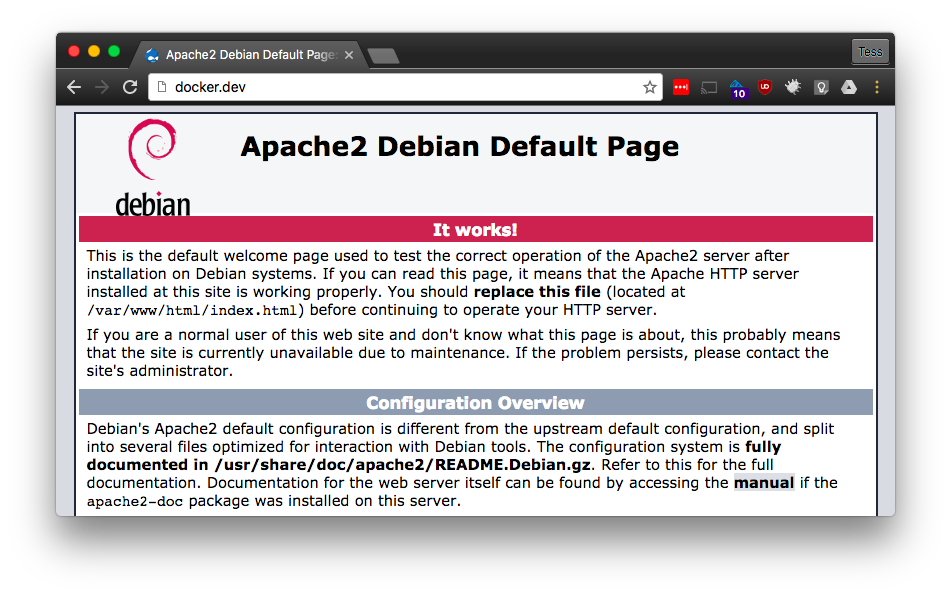 Apache2 Debian Default Page:
Tess
docker.dev
10
debian
Apache2 Debian Default Page
It works!
This is the default welcome page used to test the correct operation of the Apache2 server after
installation on Debian systems. If you can read this page, it means that the Apache HTTP server
installed at this site is working properly. You should replace this file (located at
/var/www/html/index.html) before continuing to operate your HTTP server.
If you are a normal user of this web site and don't know what this page is about, this probably means
that the site is currently unavailable due to maintenance. If the problem persists, please contact the
site's administrator.
Configuration Overview
Debian's Apache2 default configuration is different from the upstream default configuration, and split
into several files optimized for interaction with Debian tools. The configuration system is fully
documented in /usr/share/doc/apache2/README.Debian.gz. Refer to this for the full
documentation. Documentation for the web server itself can be found by accessing the manual if the
apache2-doc package was installed on this server.